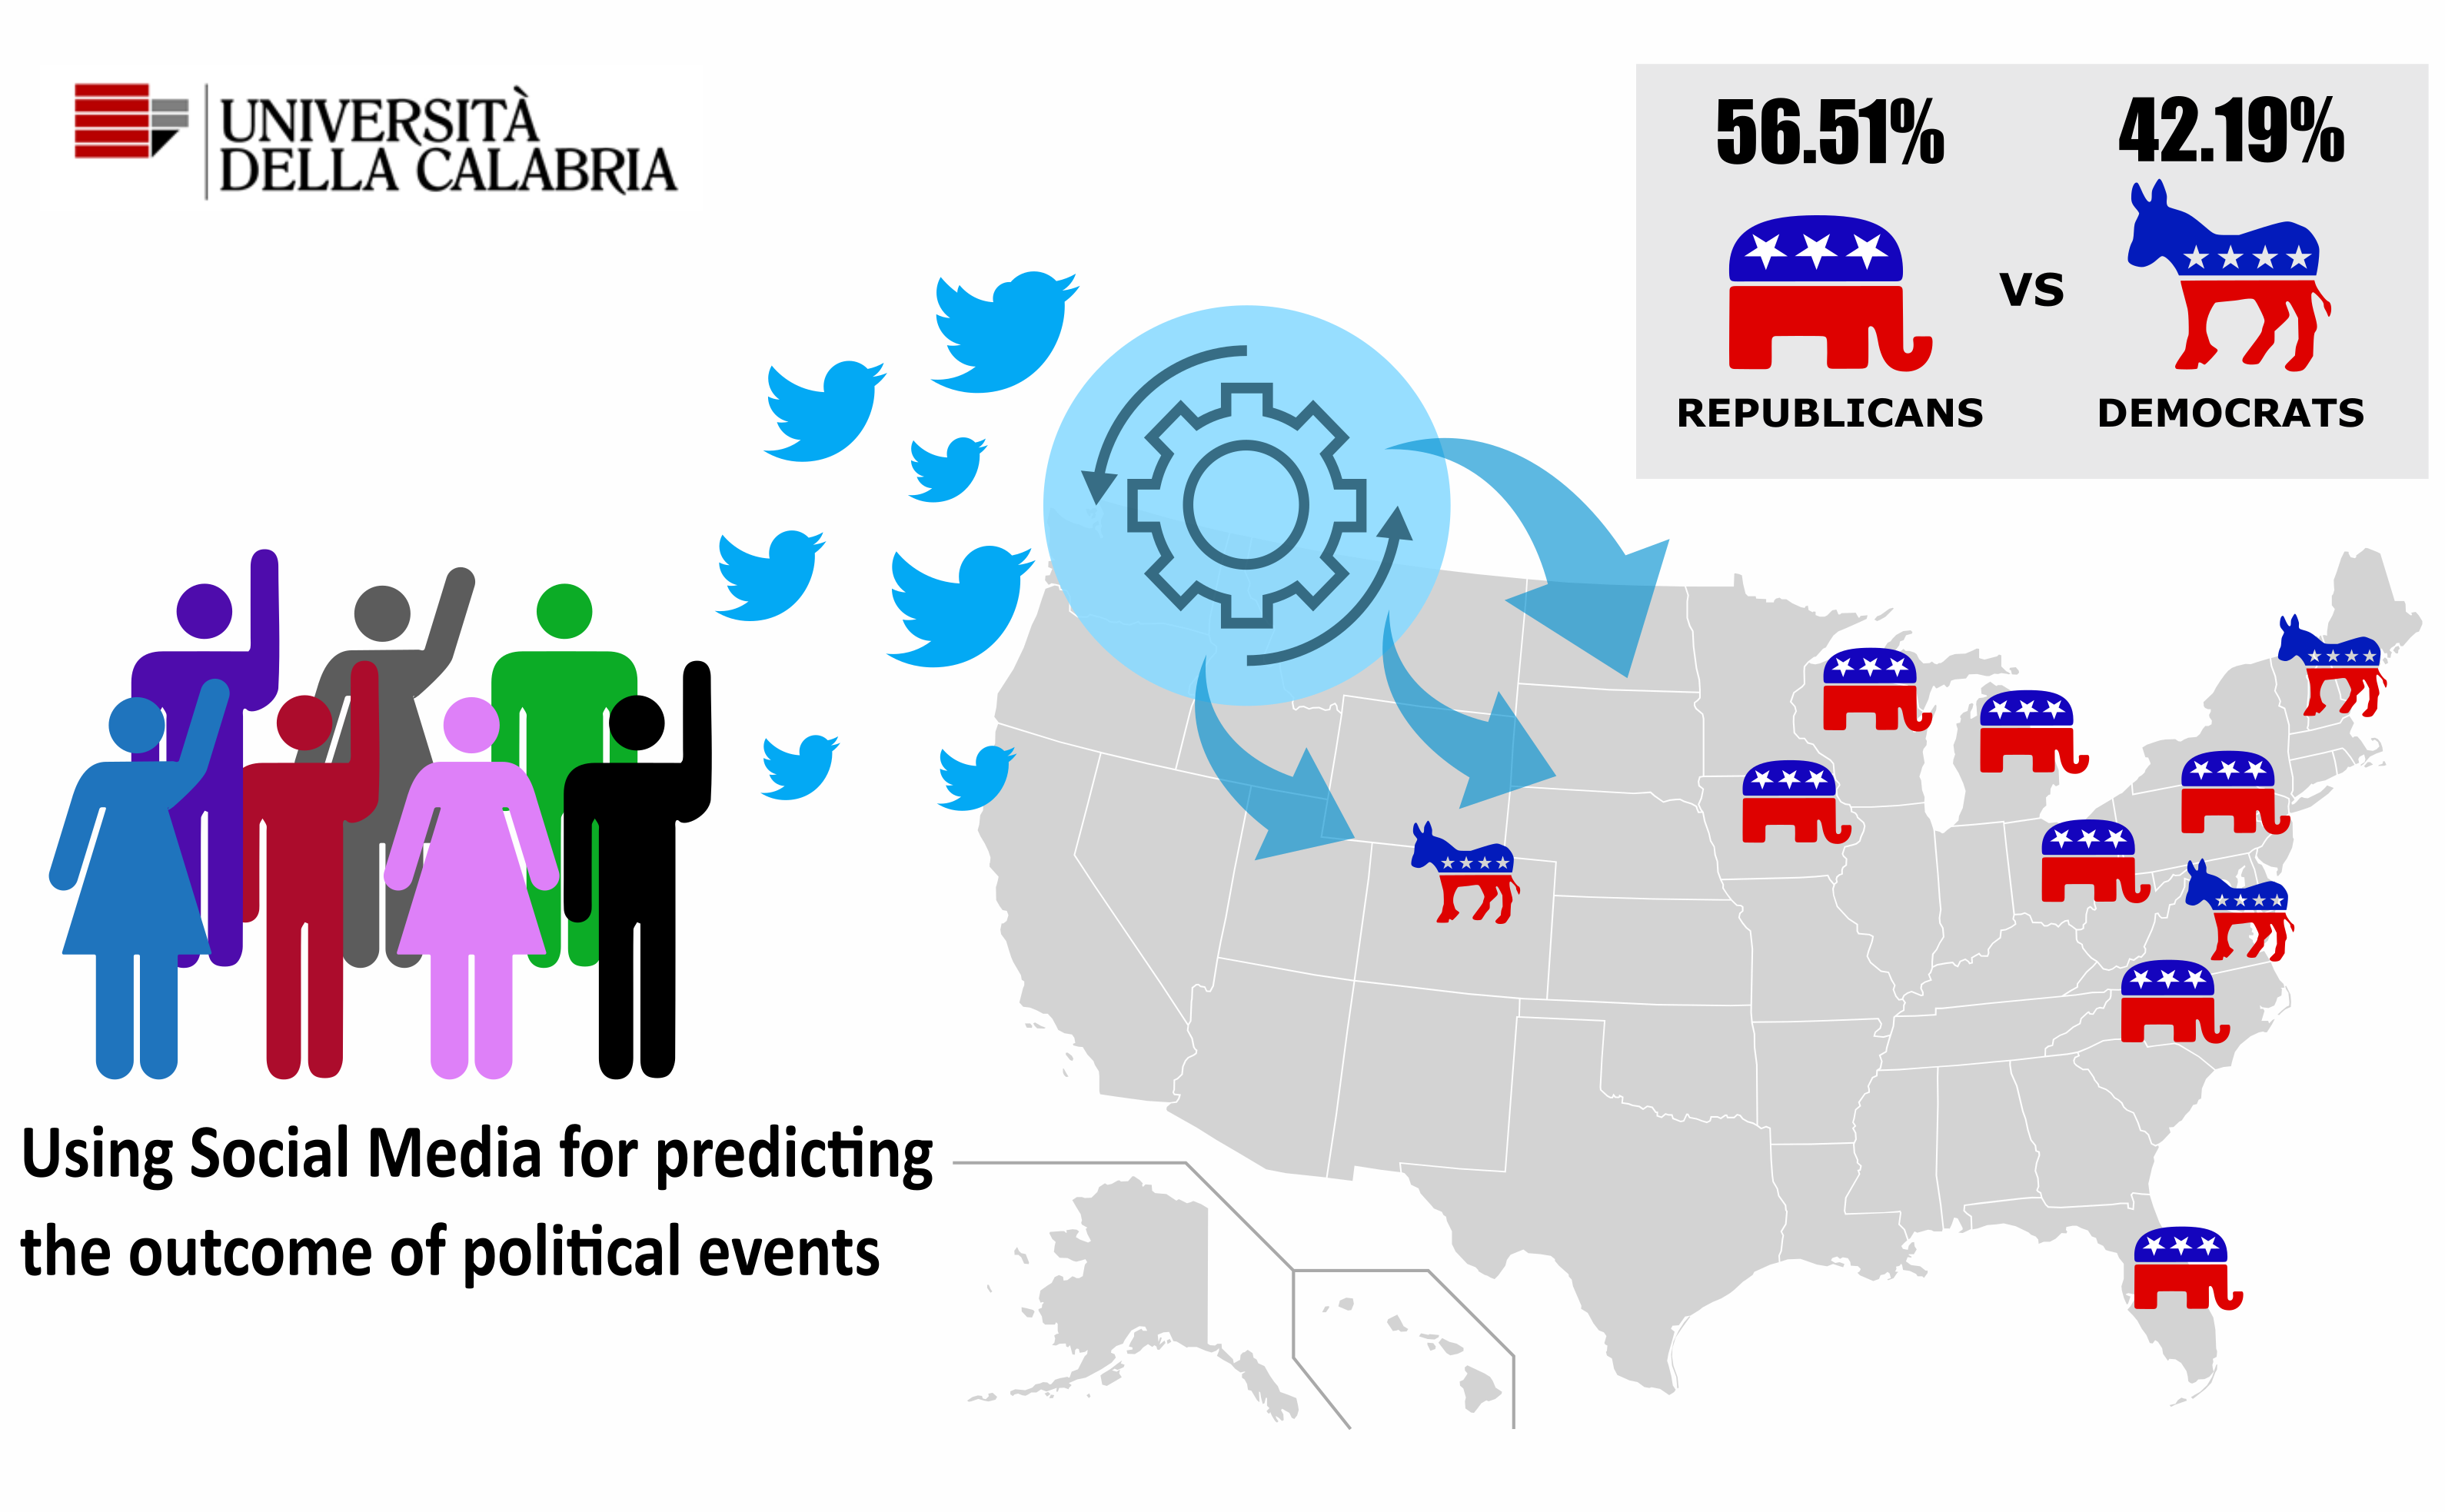 UNIVERSITÀ
DELLA CALABRIA
56.51%
42.19%
VS
REPUBLICANS
DEMOCRATS
Using Social Media for predicting
the outcome of political events